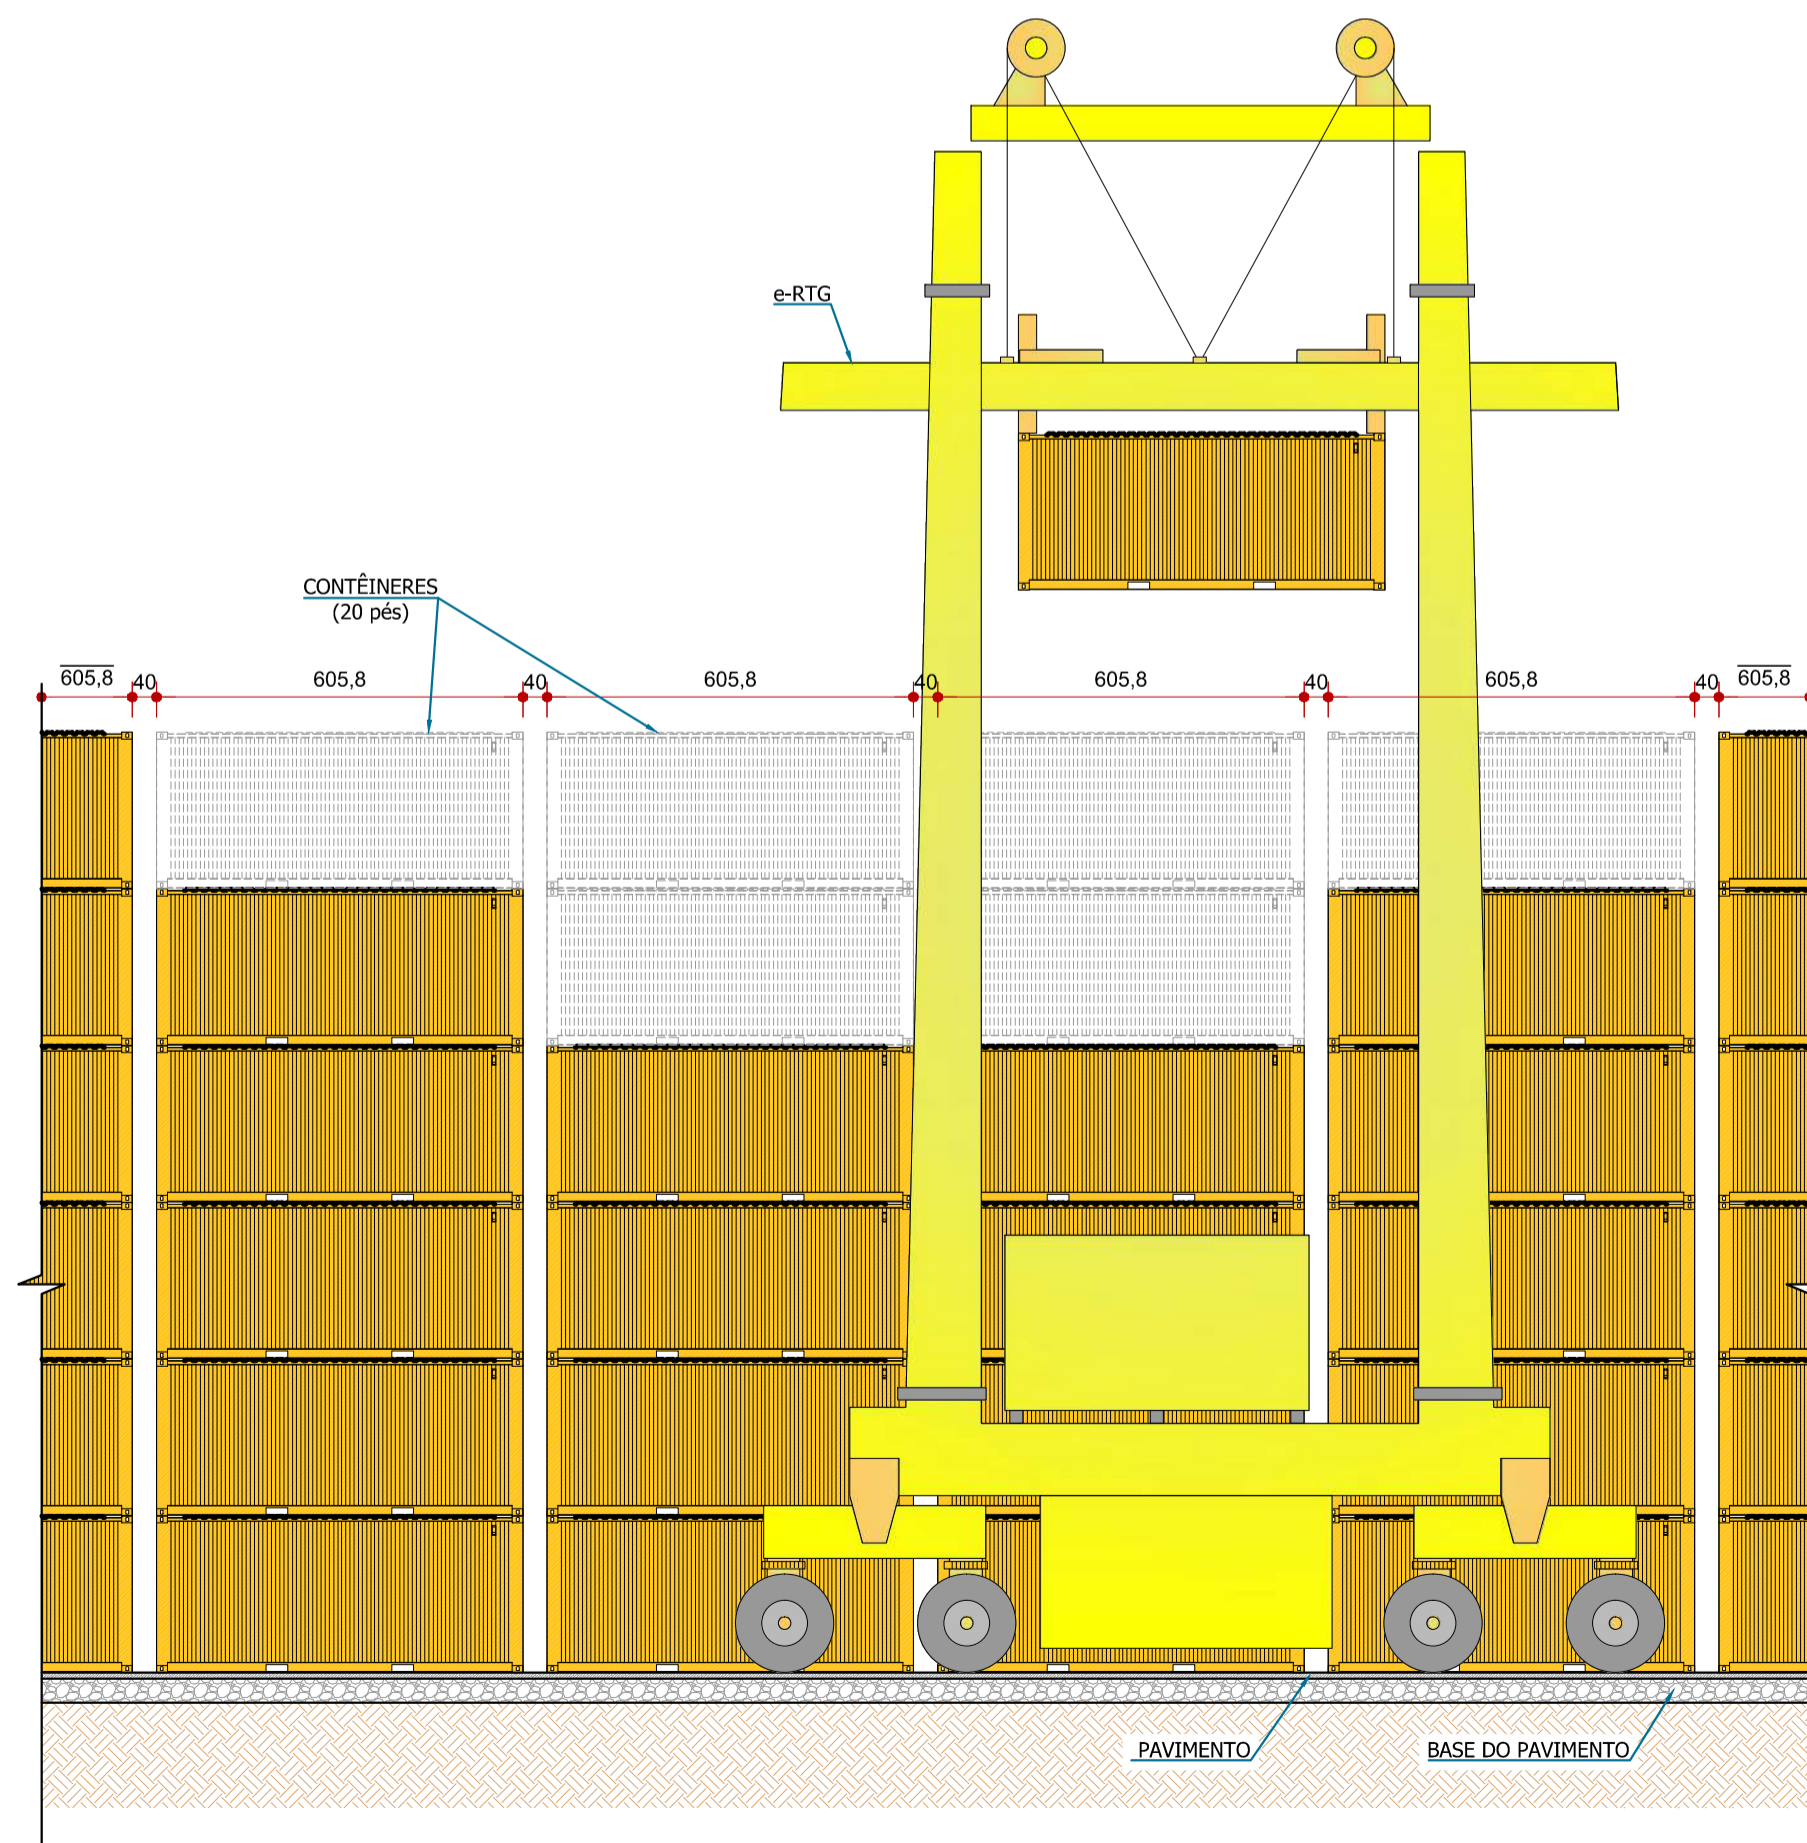 e-RTG
CONTÊINERES
(20 pés)
605,8 40 605,8 40 605,8 40 605,8 40 605,8 40 605,8
PAVIMENTO
BASE DO PAVIMENTO